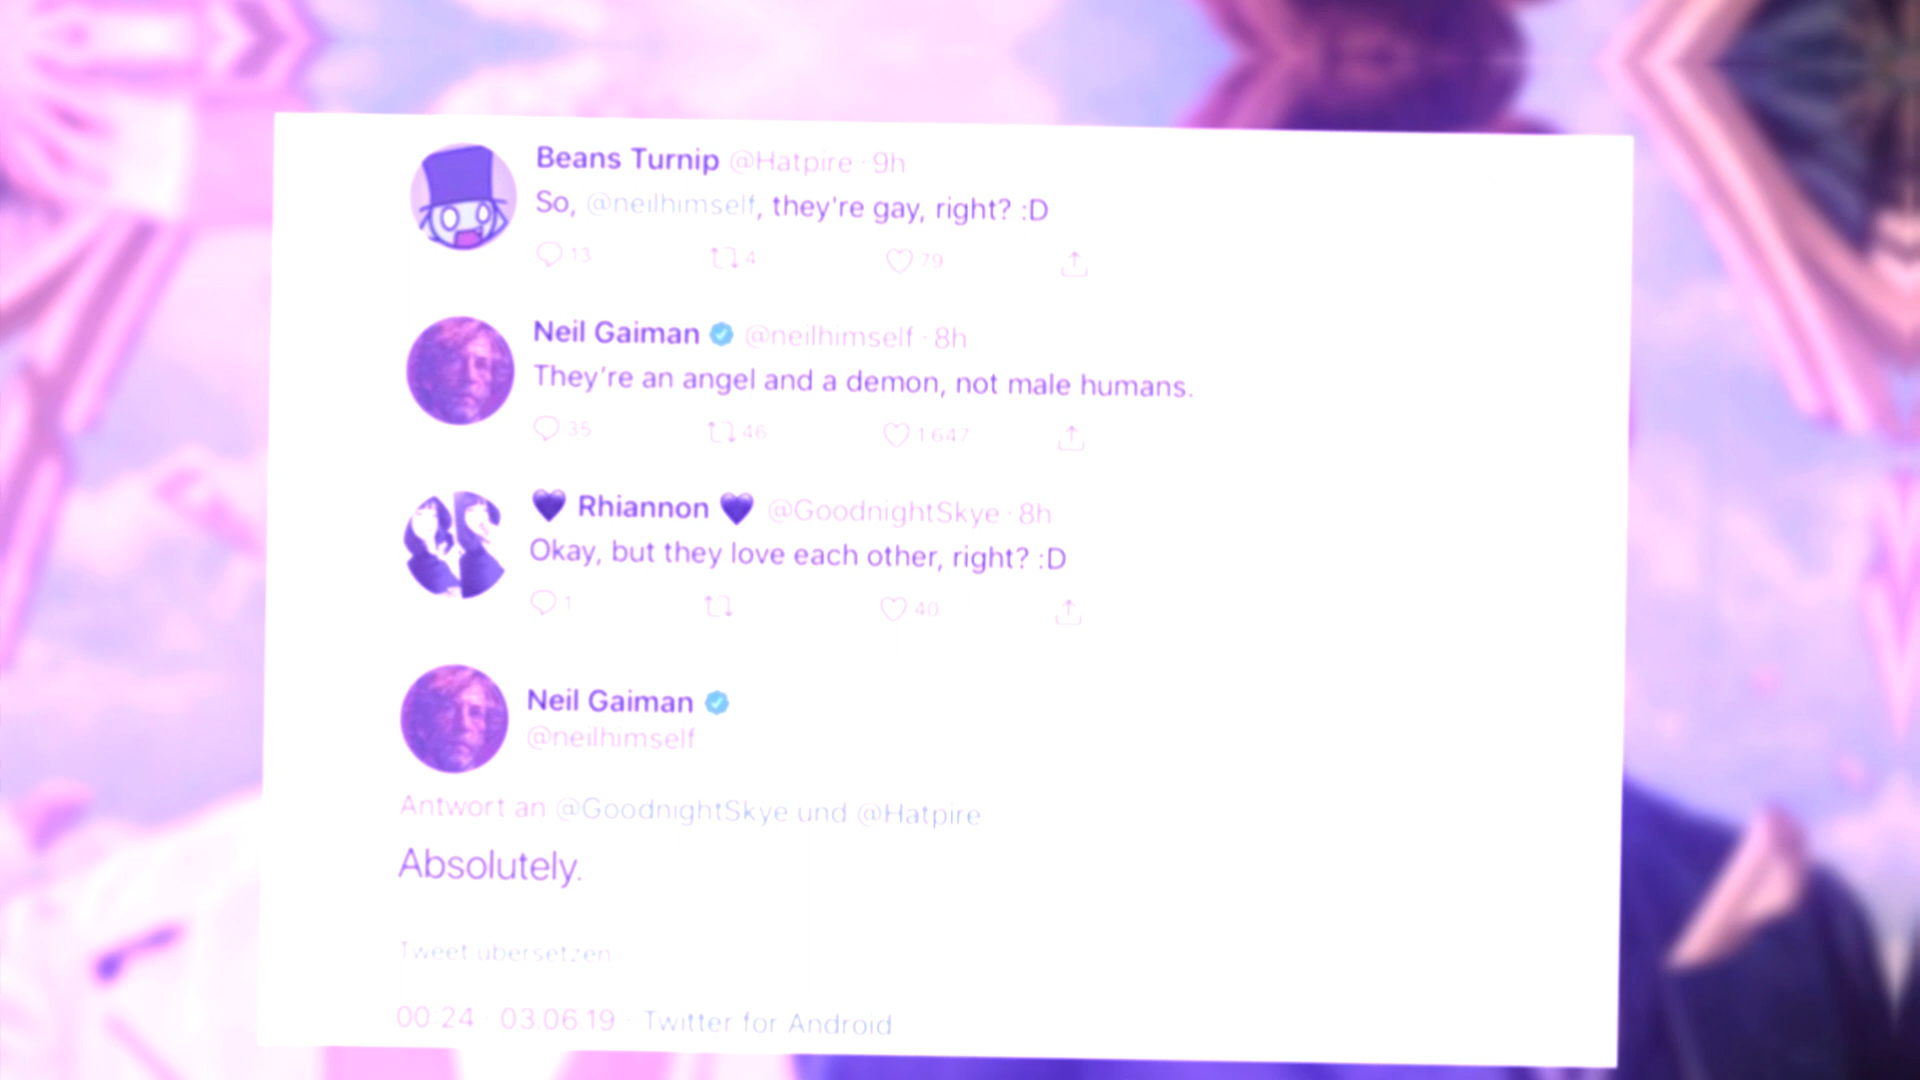 Beans Turnip @Hatpire · 9h
So, @neilhimself, they're gay, right? :D
13 4 79
Neil Gaiman @neilhimself · 8h
They're an angel and a demon, not male humans.
35 46 1647
💜 Rhiannon 💜 @GoodnightSkye · 8h
Okay, but they love each other, right? :D
1 40
Neil Gaiman
@neilhimself
Antwort an @GoodnightSkye und @Hatpire
Absolutely.
Tweet übersetzen
00:24 · 03.06.19 · Twitter for Android